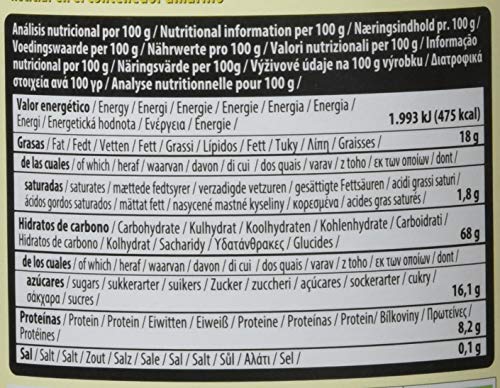 Análisis nutricional por 100 g / Nutritional information per 100 g / Næringsindhold pr. 100 g /
Voedingswaarde per 100 g / Nährwerte pro 100 g / Valori nutrizionali per 100 g / Informação
nutricional por 100 g / Näringsvärde per 100g / Výživové údaje na 100 g výrobku / Διατροφικά
στοιχεία ανά 100 γρ / Analyse nutritionnelle pour 100 g /
Valor energético / Energy / Energi / Energie / Energie / Energia / Energia /
Energi / Energetická hodnota / Ενέργεια / Énergie / 1.993 kJ (475 kcal)
Grasas / Fat / Fedt / Vetten / Fett / Grassi / Lípidos / Fett / Tuky / Λίπη / Graisses / 18 g
de las cuales / of which / heraf / waarvan / davon / di cui / dos quais / varav / z toho / εκ των οποίων / dont /
saturadas / saturates / mættede fedtsyrer / verzadigde vetzuren / gesättigte Fettsäuren / acidi grassi saturi /
ácidos gordos saturados / mättat fett / nasycené mastné kyseliny / κορεσμένα / acides gras saturés / 1,8 g
Hidratos de carbono / Carbohydrate / Kulhydrat / Koolhydraten / Kohlenhydrate / Carboidrati /
Hidratos de carbono / Kolhydrat / Sacharidy / Υδατάνθρακες / Glucides / 68 g
de los cuales / of which / heraf / waarvan / davon / di cui / dos quais / varav / z toho / εκ των οποίων / dont /
azúcares / sugars / sukkerarter / suikers / Zucker / zuccheri / açúcares / sockerarter / cukry /
σάκχαρα / sucres / 16,1 g
Proteínas / Protein / Protein / Eiwitten / Eiweiß / Proteine / Proteínas / Protein / Bílkoviny / Πρωτεΐνες /
Protéines / 8,2 g
Sal / Salt / Salt / Zout / Salz / Sale / Sal / Salt / Sůl / Αλάτι / Sel / 0,1 g